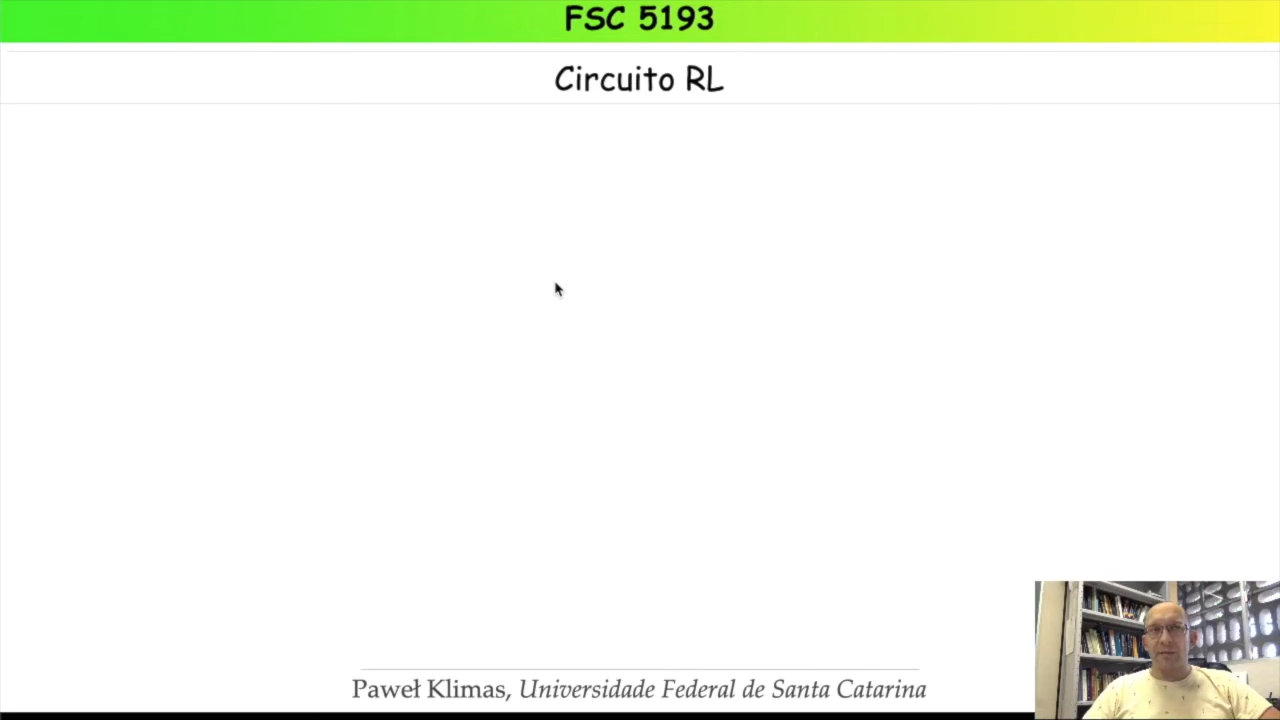 FSC 5193
Circuito RL
Paweł Klimas, Universidade Federal de Santa Catarina